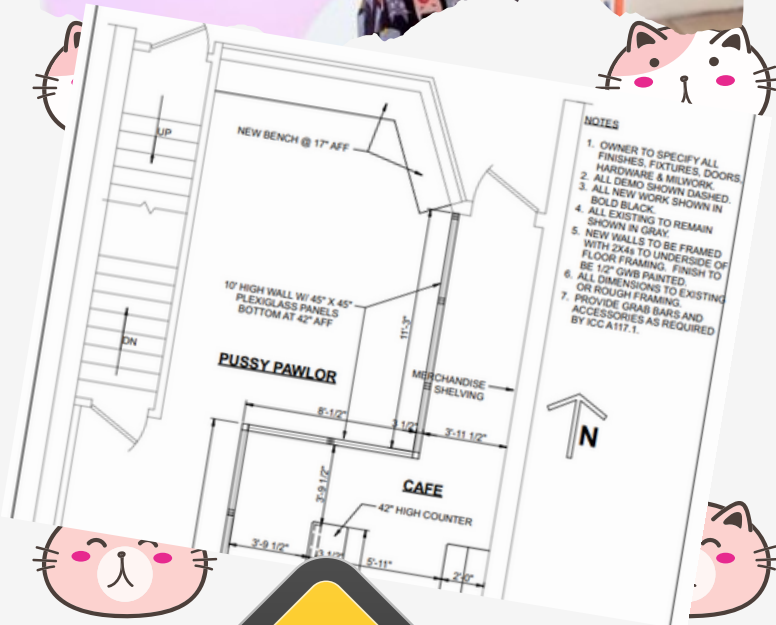 UP
NEW BENCH @ 17" AFF
NOTES
1. OWNER TO SPECIFY ALL
FINISHES, FIXTURES, DOORS,
HARDWARE & MILWORK.
2. ALL DEMO SHOWN DASHED.
3. ALL NEW WORK SHOWN IN
BOLD BLACK.
4. ALL EXISTING TO REMAIN
SHOWN IN GRAY.
5. NEW WALLS TO BE FRAMED
WITH 2X4s TO UNDERSIDE OF
FLOOR FRAMING. FINISH TO
BE 1/2" GWB PAINTED.
6. ALL DIMENSIONS TO EXISTING
OR ROUGH FRAMING.
7. PROVIDE GRAB BARS AND
ACCESSORIES AS REQUIRED
BY ICC A117.1.
10' HIGH WALL W/ 45" X 45"
PLEXIGLASS PANELS
BOTTOM AT 42" AFF
11'-3"
DN
PUSSY PAWLOR
MERCHANDISE
SHELVING
8'-1/2"
3 1/2"
3'-11 1/2"
N
CAFE
3'-9 1/2"
42" HIGH COUNTER
3'-9 1/2"
3 1/2"
5'-11"
2'-0"